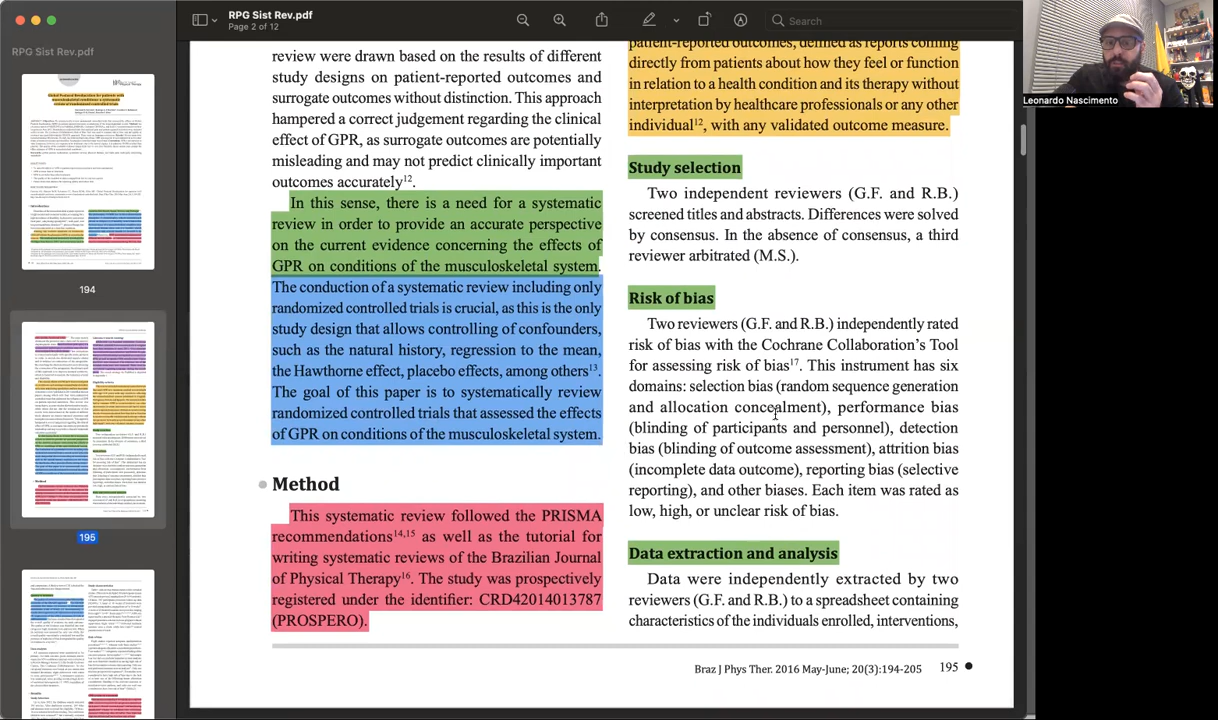 RPG Sist Rev.pdf
Page 2 of 12
Search
RPG Sist Rev.pdf
194
195
review were drawn based on the results of different
study designs on patient-reported outcomes and
surrogate outcomes without distinction. This approach
hampered a correct judgement regarding the clinical
effect of GPR, as surrogate outcomes are potentially
misleading and may not predict clinically important
outcomes accurately12.
In this sense, there is a need for a systematic
review in order to provide an accurate perspective
on the current evidence concerning the effects of
GPR on conditions of the musculoskeletal system.
The conduction of a systematic review including only
randomized controlled trials is crucial, as this is the only
study design that allows controlling of confounders,
such as the natural history, regression to the mean,
the Hawthorne effect, placebo effects, among others13.
The goal of this paper is to systematically review
randomized controlled trials that assessed the effects
of GPR on conditions of the musculoskeletal system.
Method
This systematic review followed the PRISMA
recommendations14,15 as well as the tutorial for
writing systematic reviews of the Brazilian Journal
of Physical Therapy16. The study was prospectively
registered under the identifier CRD42014013787
(PROSPERO).
patient-reported outcomes, defined as reports coming
directly from patients about how they feel or function
in relation to a health condition and its therapy without
interpretation by healthcare professionals or any other
individual12, with any other outcome measure.
Study selection
Two independent reviewers (G.F. and R.B.)
screened titles and abstracts. Differences were solved
by consensus. In absence of consensus, a third
reviewer arbitrated (M.S.).
Risk of bias
Two reviewers (G.F. and R.B.) independently rated
risk of bias with the Cochrane Collaboration's Tool
for assessing risk of bias17. This instrument has six
domains: selection bias (random sequence generation
and allocation concealment), performance bias
(blinding of participants and personnel), detection
bias (blinding of outcome assessment), attrition bias
(incomplete data outcome), reporting bias (selective
reporting), and other biases. Each item was rated as
low, high, or unclear risk of bias.
Data extraction and analysis
Data were independently extracted by two
reviewers (G.F. and R.B.) in a spreadsheet containing
characteristics of the individuals enrolled, interventions,
Braz J Phys Ther. 2016 May-June; 20(3):194-205 195
Leonardo Nascimento